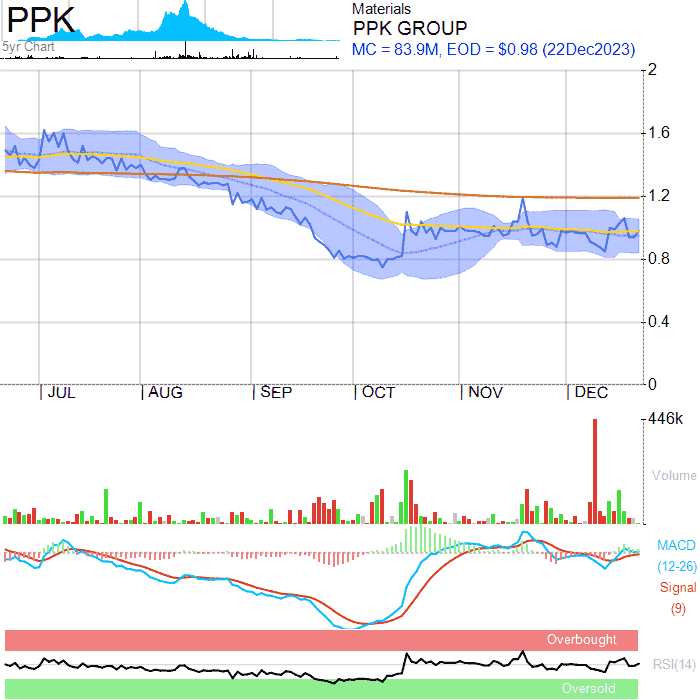 PPK
5yr Chart
Materials
PPK GROUP
MC = 83.9M, EOD = $0.98 (22Dec2023)
2
1.6
1.2
0.8
0.4
0
JUL
AUG
SEP
OCT
NOV
DEC
446k
Volume
MACD
(12-26)
Signal
(9)
Overbought
RSI(14)
Oversold